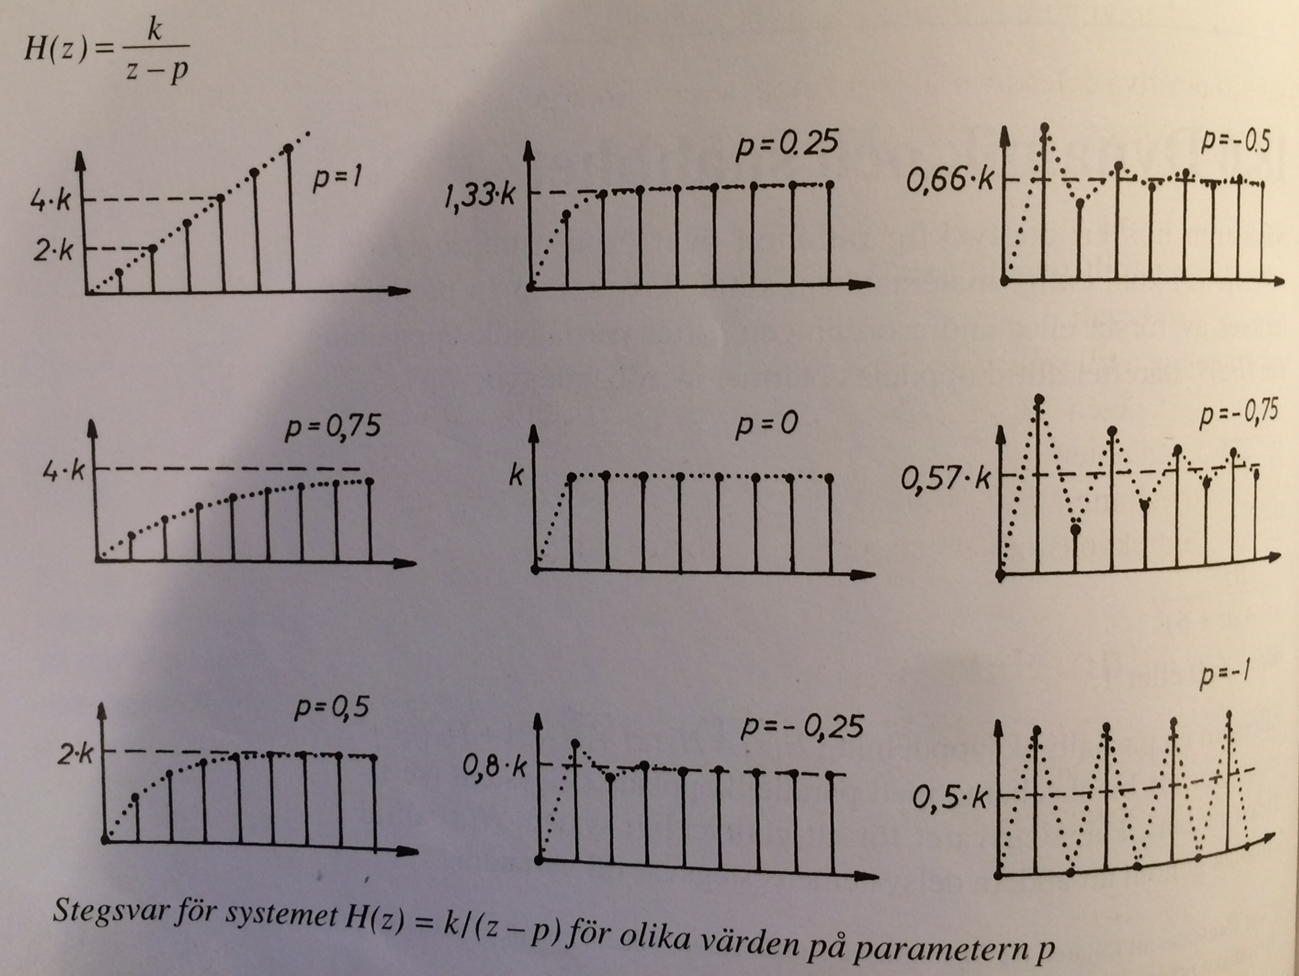 H(z) = k / (z − p)
4·k
2·k
p=1
1,33·k
p=0.25
0,66·k
p=-0.5
4·k
p=0,75
k
p=0
0,57·k
p=-0,75
2·k
p=0,5
0,8·k
p=-0,25
0,5·k
p=-1
Stegsvar för systemet H(z) = k/(z − p) för olika värden på parametern p